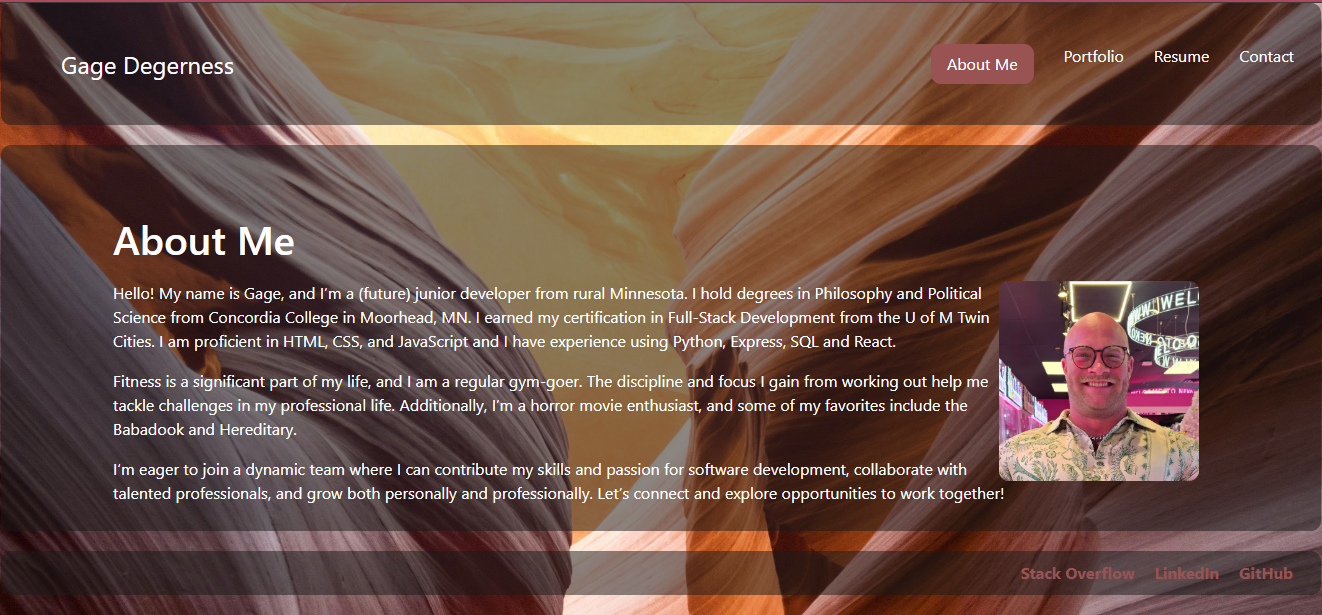 Gage Degerness
About Me
Portfolio
Resume
Contact
About Me
Hello! My name is Gage, and I’m a (future) junior developer from rural Minnesota. I hold degrees in Philosophy and Political
Science from Concordia College in Moorhead, MN. I earned my certification in Full-Stack Development from the U of M Twin
Cities. I am proficient in HTML, CSS, and JavaScript and I have experience using Python, Express, SQL and React.
Fitness is a significant part of my life, and I am a regular gym-goer. The discipline and focus I gain from working out help me
tackle challenges in my professional life. Additionally, I’m a horror movie enthusiast, and some of my favorites include the
Babadook and Hereditary.
I’m eager to join a dynamic team where I can contribute my skills and passion for software development, collaborate with
talented professionals, and grow both personally and professionally. Let’s connect and explore opportunities to work together!
Stack Overflow
LinkedIn
GitHub